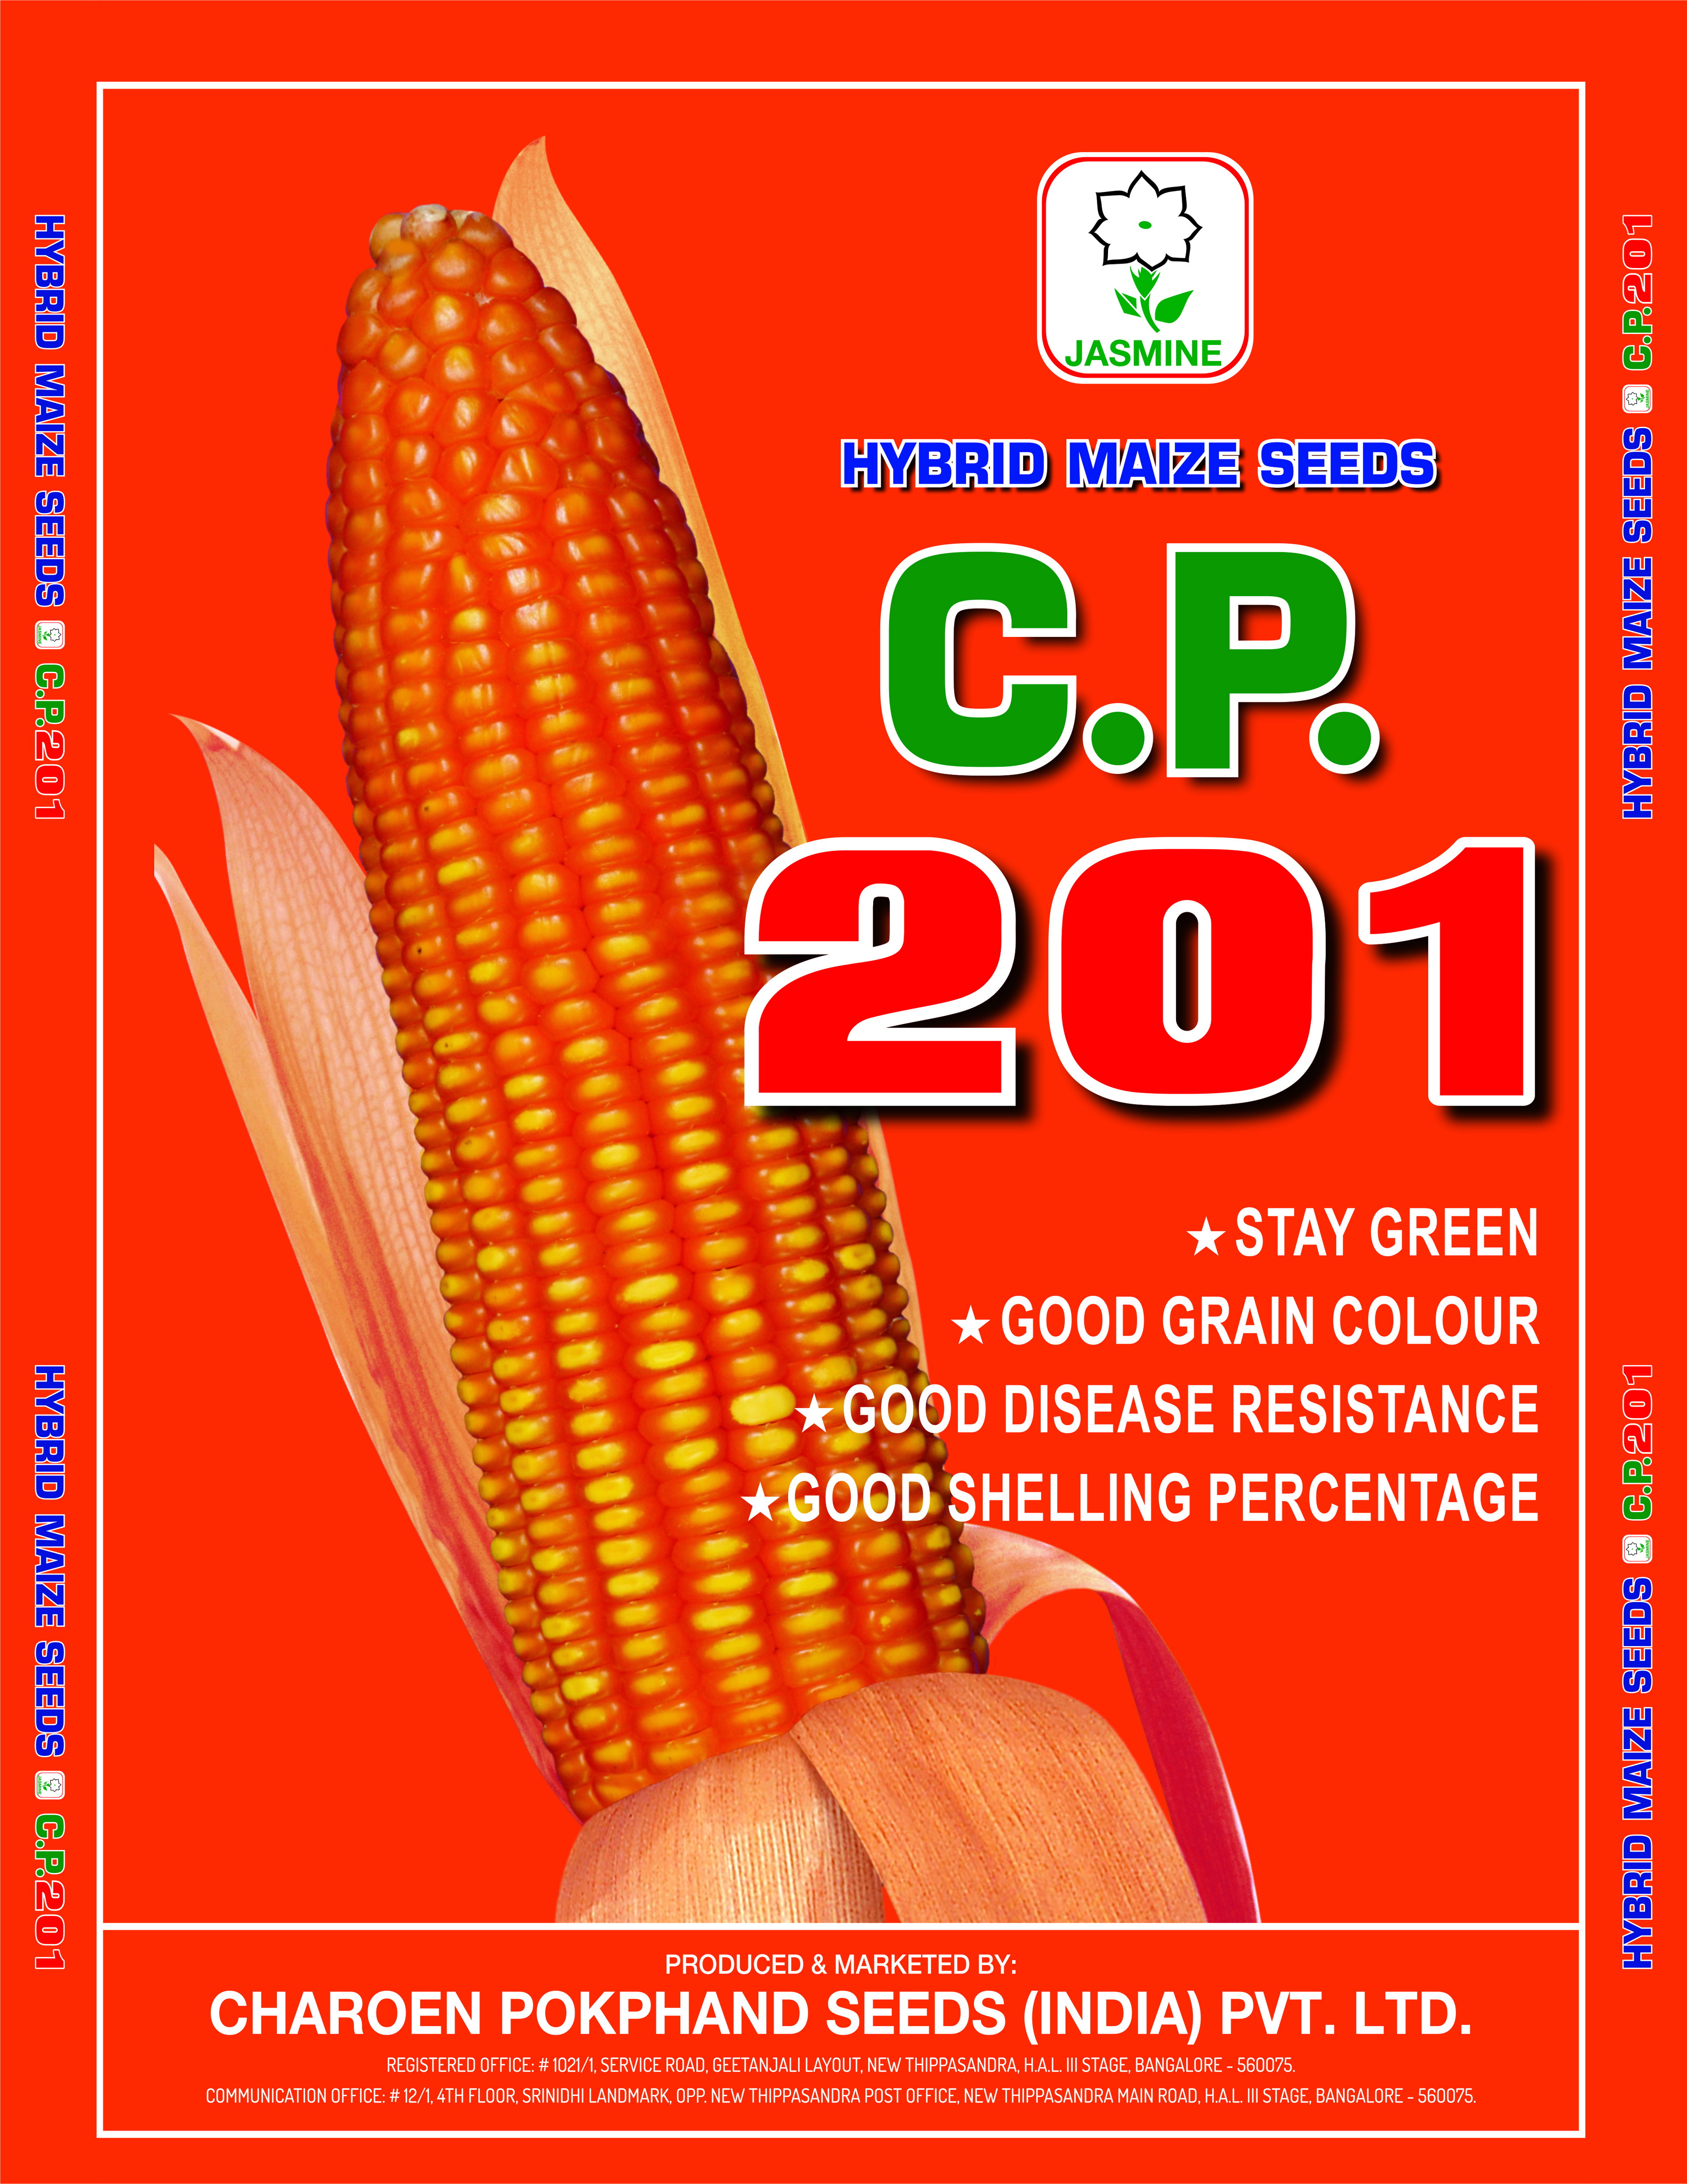 JASMINE
HYBRID MAIZE SEEDS
C.P.
201
★ STAY GREEN
★ GOOD GRAIN COLOUR
★ GOOD DISEASE RESISTANCE
★ GOOD SHELLING PERCENTAGE
PRODUCED & MARKETED BY:
CHAROEN POKPHAND SEEDS (INDIA) PVT. LTD.
REGISTERED OFFICE: # 1021/1, SERVICE ROAD, GEETANJALI LAYOUT, NEW THIPPASANDRA, H.A.L. III STAGE, BANGALORE - 560075.
COMMUNICATION OFFICE: # 12/1, 4TH FLOOR, SRINIDHI LANDMARK, OPP. NEW THIPPASANDRA POST OFFICE, NEW THIPPASANDRA MAIN ROAD, H.A.L. III STAGE, BANGALORE - 560075.
HYBRID MAIZE SEEDS JASMINE C.P.201
HYBRID MAIZE SEEDS JASMINE C.P.201
HYBRID MAIZE SEEDS JASMINE C.P.201
HYBRID MAIZE SEEDS JASMINE C.P.201